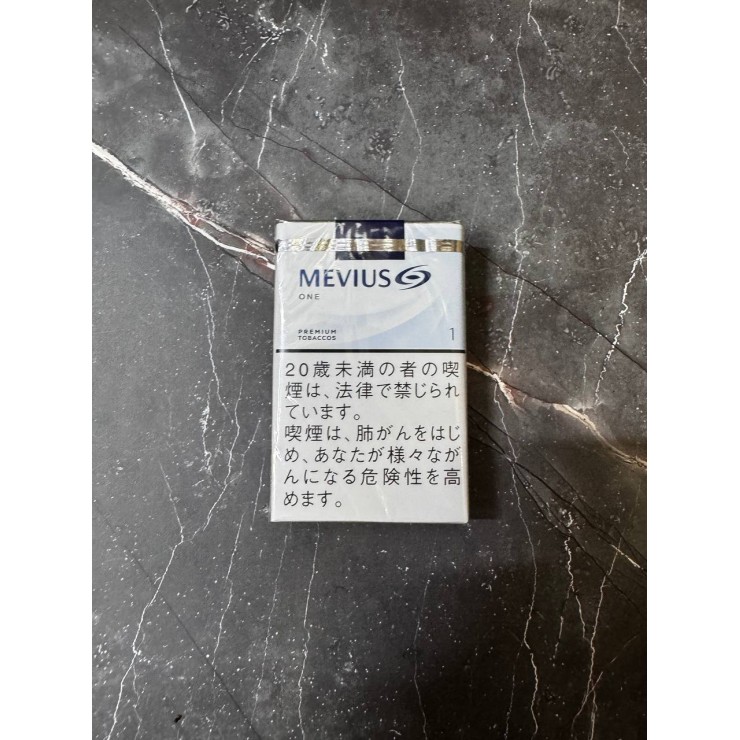 MEVIUS
ONE
PREMIUM
TOBACCOS
1
20歳未満の者の喫
煙は、法律で禁じられ
ています。
喫煙は、肺がんをはじ
め、あなたが様々なが
んになる危険性を高
めます。